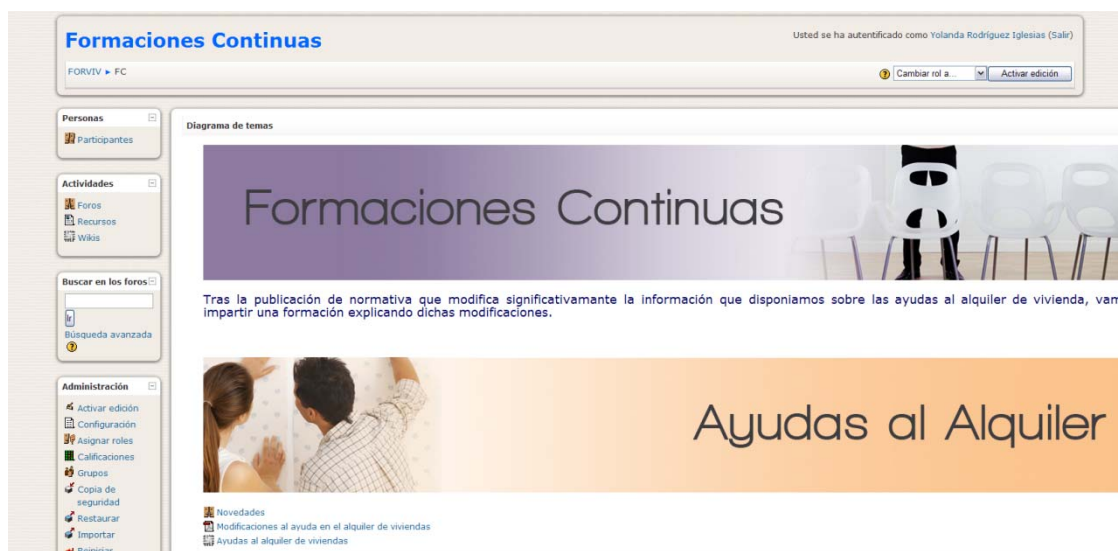 Formaciones Continuas
Usted se ha autentificado como Yolanda Rodríguez Iglesias (Salir)
FORVIV ► FC
Cambiar rol a...
Activar edición
Personas
Participantes
Actividades
Foros
Recursos
Wikis
Buscar en los foros
Ir
Búsqueda avanzada
Administración
Activar edición
Configuración
Asignar roles
Calificaciones
Grupos
Copia de
seguridad
Restaurar
Importar
Reiniciar
Diagrama de temas
Formaciones Continuas
Tras la publicación de normativa que modifica significativamante la información que disponiamos sobre las ayudas al alquiler de vivienda, vam
impartir una formación explicando dichas modificaciones.
Ayudas al Alquiler
Novedades
Modificaciones al ayuda en el alquiler de viviendas
Ayudas al alquiler de viviendas